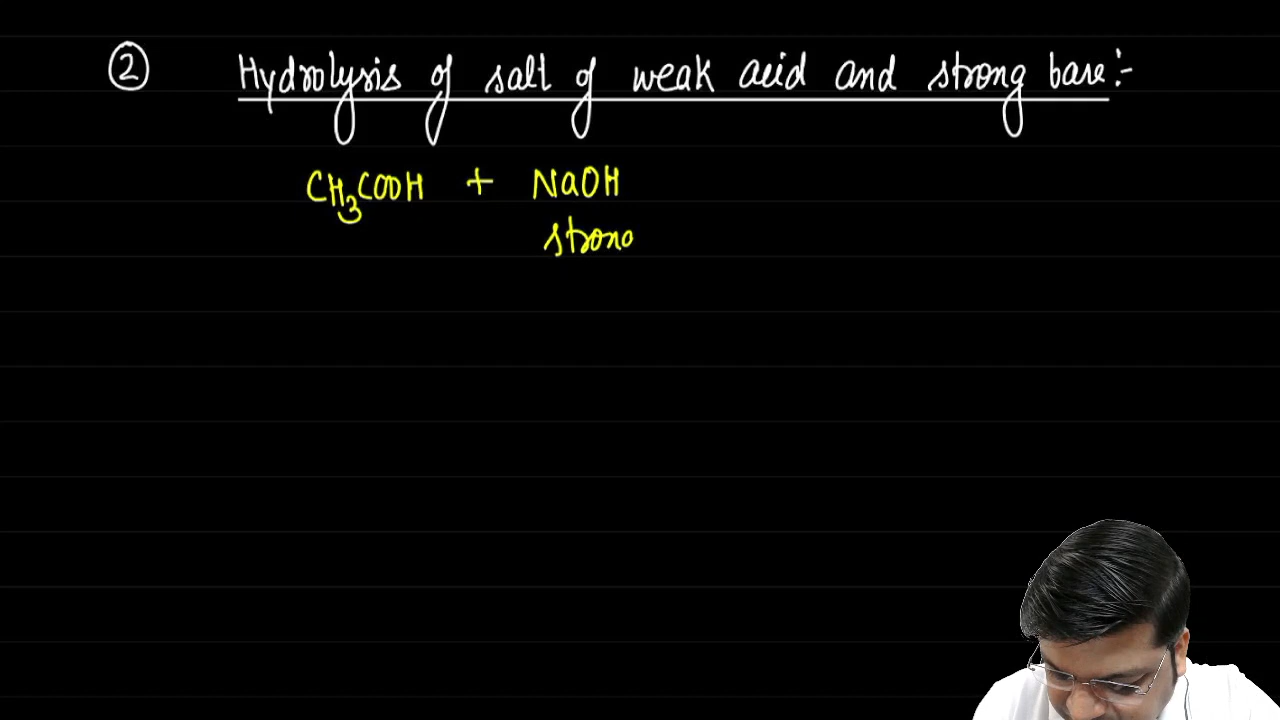 ② Hydrolysis of salt of weak acid and strong base:-
CH₃COOH + NaOH
strong